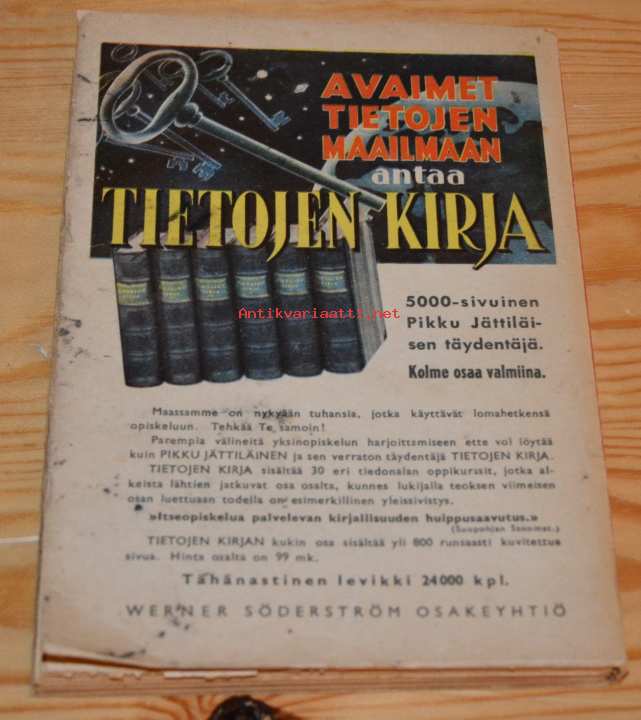 AVAIMET
TIETOJEN
MAAILMAAN
antaa
TIETOJEN KIRJA
Antikvariaatti.net
5000-sivuinen
Pikku Jättiläi-
sen täydentäjä.
Kolme osaa valmiina.
Maassamme on nykyään tuhansia, jotka käyttävät lomahetkensä
opiskeluun. Tehkää Te samoin!
Parempia välineitä yksinopiskelun harjoittamiseen ette voi löytää
kuin PIKKU JÄTTILÄINEN ja sen verraton täydentäjä TIETOJEN KIRJA.
TIETOJEN KIRJA sisältää 30 eri tiedonalan oppikurssit, jotka al-
keista lähtien jatkuvat osa osalta, kunnes lukijalla teoksen viimeisen
osan luettuaan todella on esimerkillinen yleissivistys.
»Itseopiskelua palvelevan kirjallisuuden huippusaavutus.»
(Suupohjan Sanomat.)
TIETOJEN KIRJAN kukin osa sisältää yli 800 runsaasti kuvitettua
sivua. Hinta osalta on 99 mk.
Tähänastinen levikki 24000 kpl.
WERNER SÖDERSTRÖM OSAKEYHTIÖ